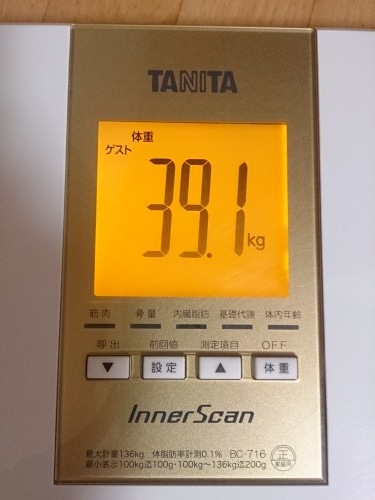 TANITA
体重
ゲスト
39.1 kg
筋肉 骨量 内臓脂肪 基礎代謝 体内年齢
呼出 前回値 測定項目 OFF
▼ 設定 ▲ 体重
InnerScan
最大計量136kg 体脂肪率計測0.1% BC-716
最小表示100kg迄100g・100kg〜136kg迄200g
正
家庭用